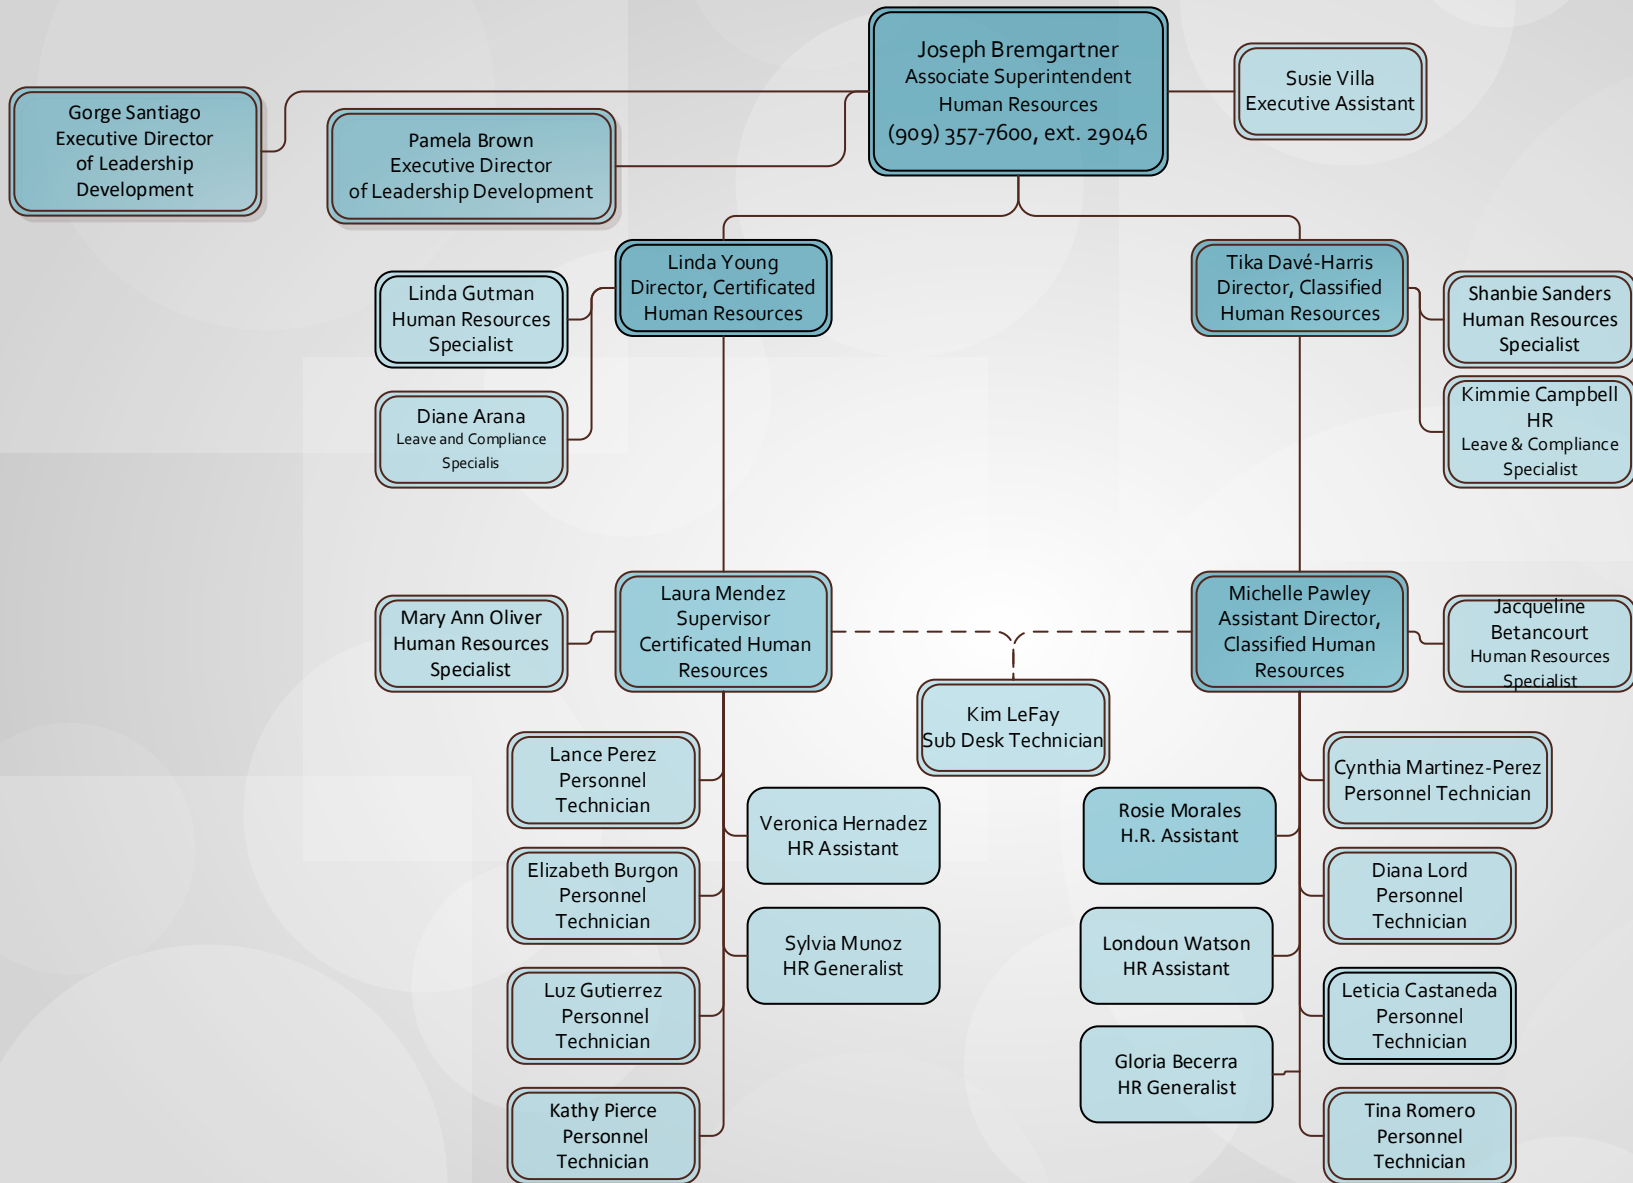 Joseph Bremgartner
Associate Superintendent
Human Resources
(909) 357-7600, ext. 29046
Susie Villa
Executive Assistant
Gorge Santiago
Executive Director
of Leadership
Development
Pamela Brown
Executive Director
of Leadership Development
Linda Young
Director, Certificated
Human Resources
Tika Davé-Harris
Director, Classified
Human Resources
Linda Gutman
Human Resources
Specialist
Shanbie Sanders
Human Resources
Specialist
Diane Arana
Leave and Compliance
Specialis
Kimmie Campbell
HR
Leave & Compliance
Specialist
Laura Mendez
Supervisor
Certificated Human
Resources
Michelle Pawley
Assistant Director,
Classified Human
Resources
Mary Ann Oliver
Human Resources
Specialist
Jacqueline
Betancourt
Human Resources
Specialist
Kim LeFay
Sub Desk Technician
Lance Perez
Personnel
Technician
Veronica Hernadez
HR Assistant
Elizabeth Burgon
Personnel
Technician
Sylvia Munoz
HR Generalist
Luz Gutierrez
Personnel
Technician
Kathy Pierce
Personnel
Technician
Cynthia Martinez-Perez
Personnel Technician
Rosie Morales
H.R. Assistant
Diana Lord
Personnel
Technician
Londoun Watson
HR Assistant
Leticia Castaneda
Personnel
Technician
Gloria Becerra
HR Generalist
Tina Romero
Personnel
Technician